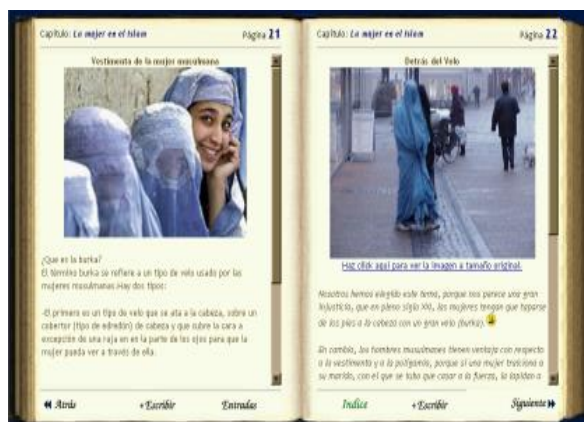 Capítulo: La mujer en el Islam
Página 21
Vestimenta de la mujer musulmana
¿Que es la burka?
El término burka se refiere a un tipo de velo usado por las
mujeres musulmanas.Hay dos tipos:
-El primero es un tipo de velo que se ata a la cabeza, sobre un
cobertor (tipo de edredón) de cabeza y que cubre la cara a
excepción de una raja en en la parte de los ojos para que la
mujer pueda ver a través de ella.
Atrás
+Escribir
Entradas
Capítulo: La mujer en el Islam
Página 22
Detrás del Velo
Haz click aquí para ver la imagen a tamaño original.
Nosotros hemos elegido este tema, porque nos parece una gran
injusticia, que en pleno siglo XXI, las mujeres tengan que taparse
de los pies a la cabeza con un gran velo (burka).
En cambio, los hombres musulmanes tienen ventaja con respecto
a la vestimenta y a la poligamia, porque si una mujer traiciona a
su marido, con el que se tubo que casar a la fuerza, la lapidan o
Indice
+Escribir
Siguiente